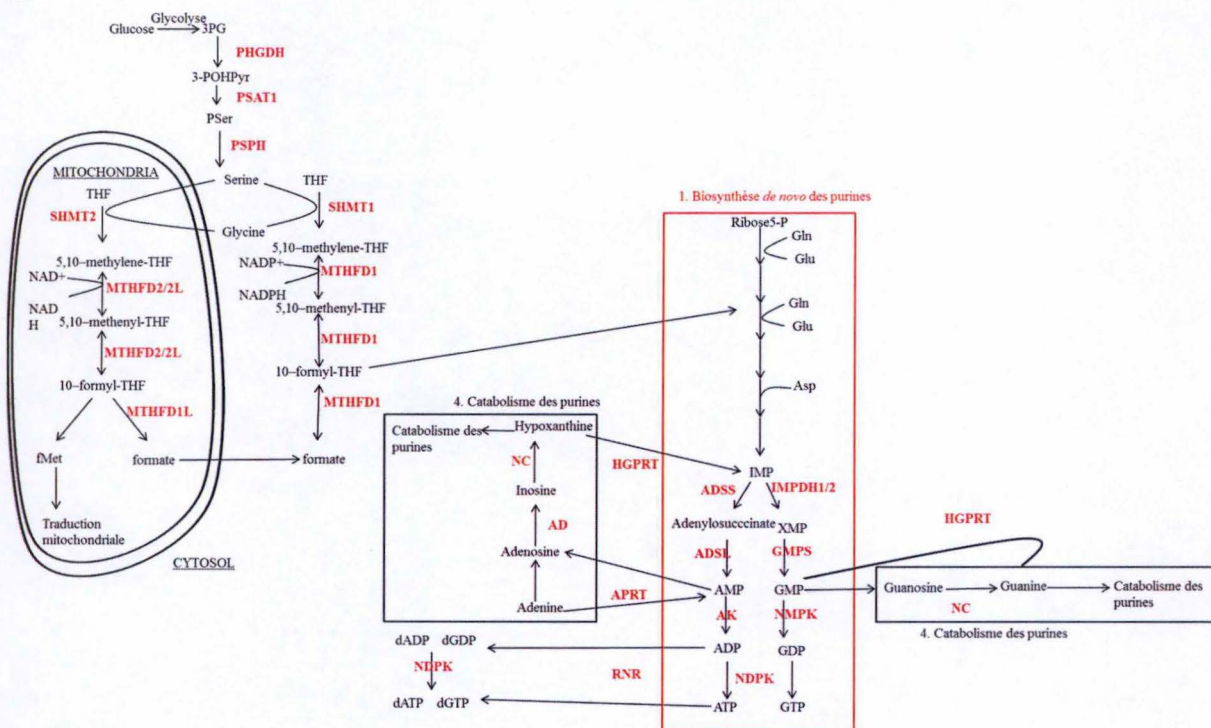 Glycolyse
Glucose
3PG
PHGDH
3-POHPyr
PSAT1
PSer
PSPH
MITOCHONDRIA
THF
Serine
THF
SHMT2
SHMT1
Glycine
5,10-methylene-THF
NAD+
MTHFD2/2L
NAD
H
5,10-methenyl-THF
MTHFD2/2L
10-formyl-THF
MTHFD1L
fMet
formate
Traduction
mitochondriale
CYTOSOL
5,10-methylene-THF
NADP+
MTHFD1
NADPH
5,10-methenyl-THF
MTHFD1
10-formyl-THF
MTHFD1
formate
4. Catabolisme des purines
Catabolisme des
purines
Hypoxanthine
NC
Inosine
AD
Adenosine
Adenine
HGPRT
APRT
1. Biosynthèse de novo des purines
Ribose5-P
Gln
Glu
Gln
Glu
Asp
IMP
ADSS
IMPDH1/2
Adenylosucccinate
XMP
ADSL
GMPS
AMP
GMP
AK
NMPK
ADP
GDP
NDPK
ATP
GTP
dADP dGDP
NDPK
RNR
dATP dGTP
HGPRT
Guanosine
Guanine
Catabolisme des
purines
NC
4. Catabolisme des purines